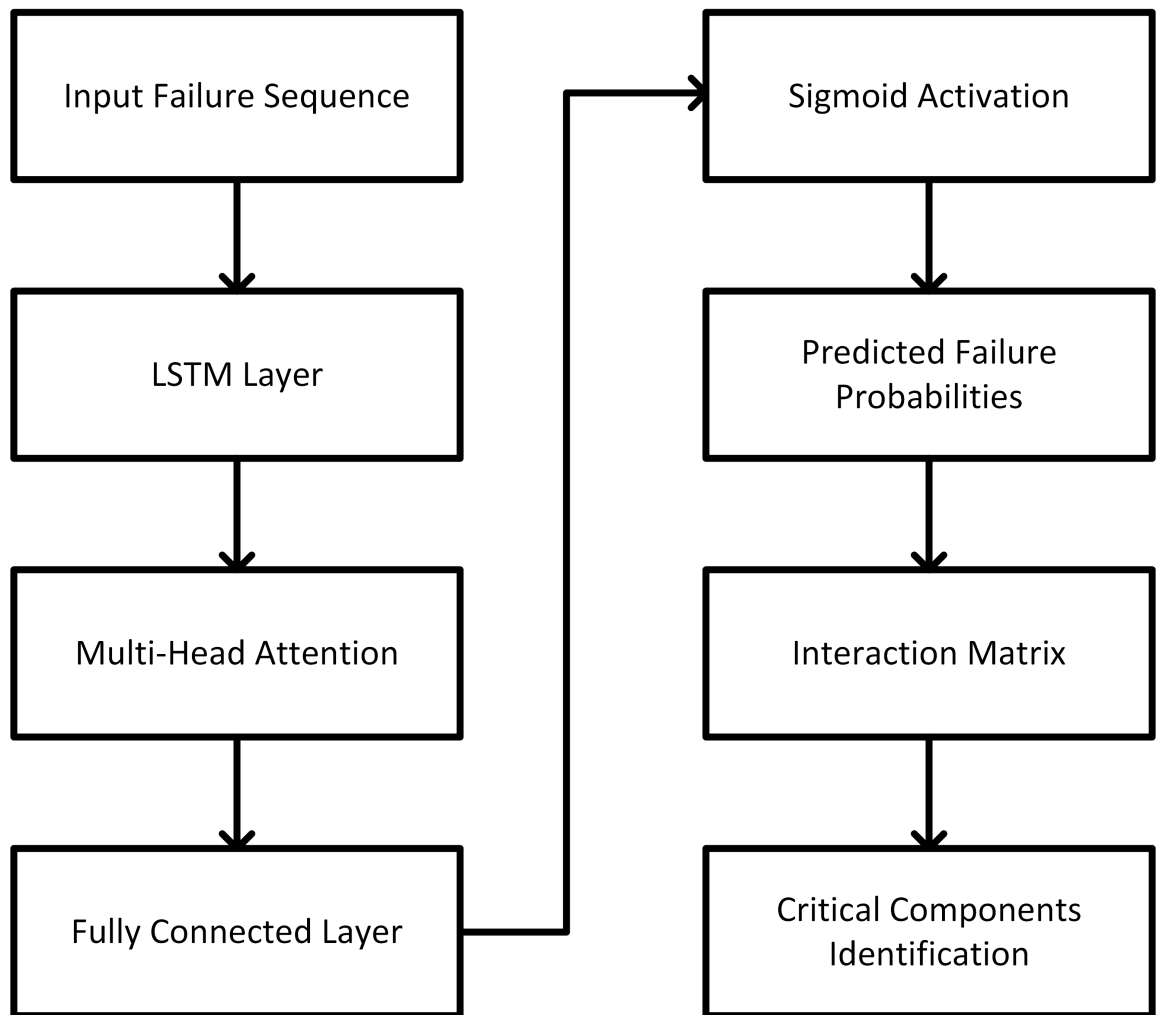 Input Failure Sequence
LSTM Layer
Multi-Head Attention
Fully Connected Layer
Sigmoid Activation
Predicted Failure
Probabilities
Interaction Matrix
Critical Components
Identification